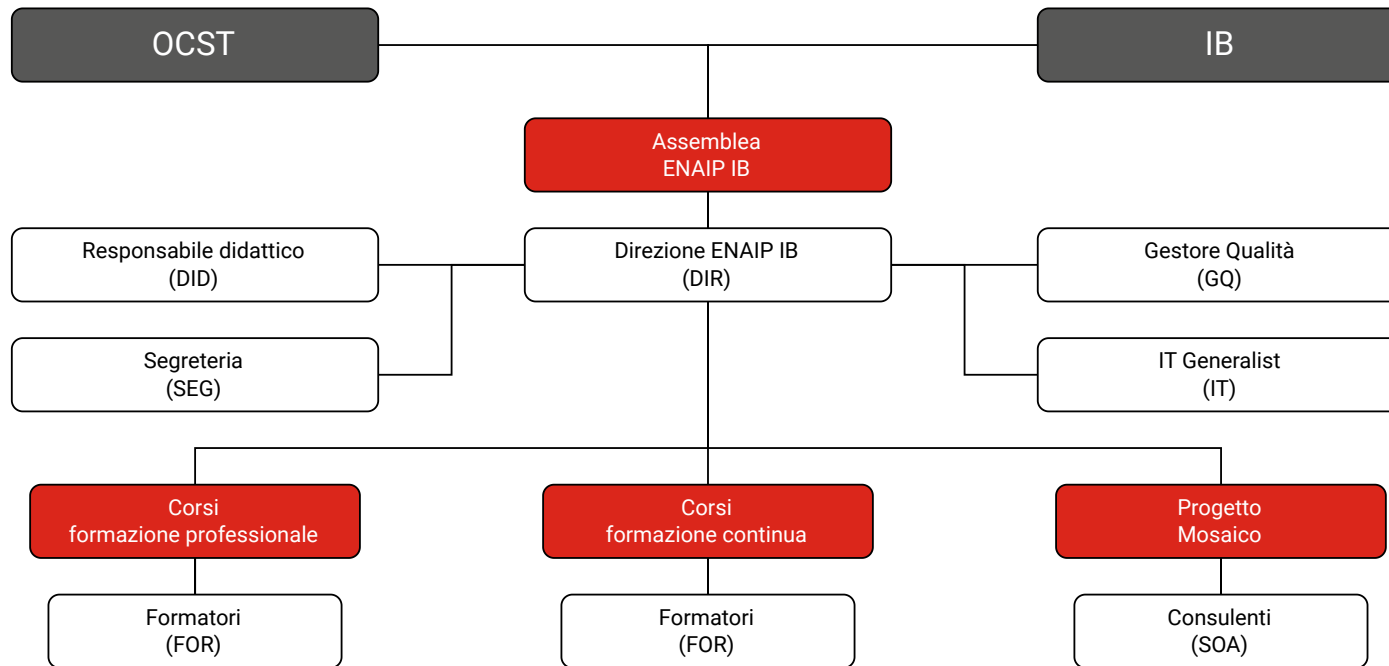 OCST
IB
Assemblea
ENAIP IB
Responsabile didattico
(DID)
Direzione ENAIP IB
(DIR)
Gestore Qualità
(GQ)
Segreteria
(SEG)
IT Generalist
(IT)
Corsi
formazione professionale
Corsi
formazione continua
Progetto
Mosaico
Formatori
(FOR)
Formatori
(FOR)
Consulenti
(SOA)